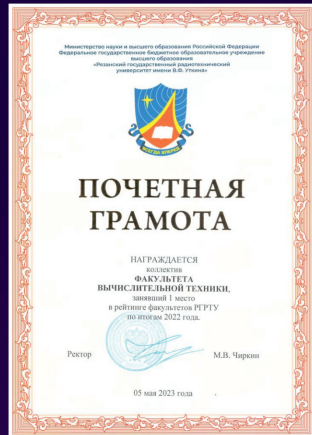 Министерство науки и высшего образования Российской Федерации
Федеральное государственное бюджетное образовательное учреждение
высшего образования
«Рязанский государственный радиотехнический
университет имени В.Ф. Уткина»
ВСЕГДА ВПЕРЕД
ПОЧЕТНАЯ
ГРАМОТА
НАГРАЖДАЕТСЯ
коллектив
ФАКУЛЬТЕТА
ВЫЧИСЛИТЕЛЬНОЙ ТЕХНИКИ,
занявший 1 место
в рейтинге факультетов РГРТУ
по итогам 2022 года.
Ректор М.В. Чиркин
05 мая 2023 года